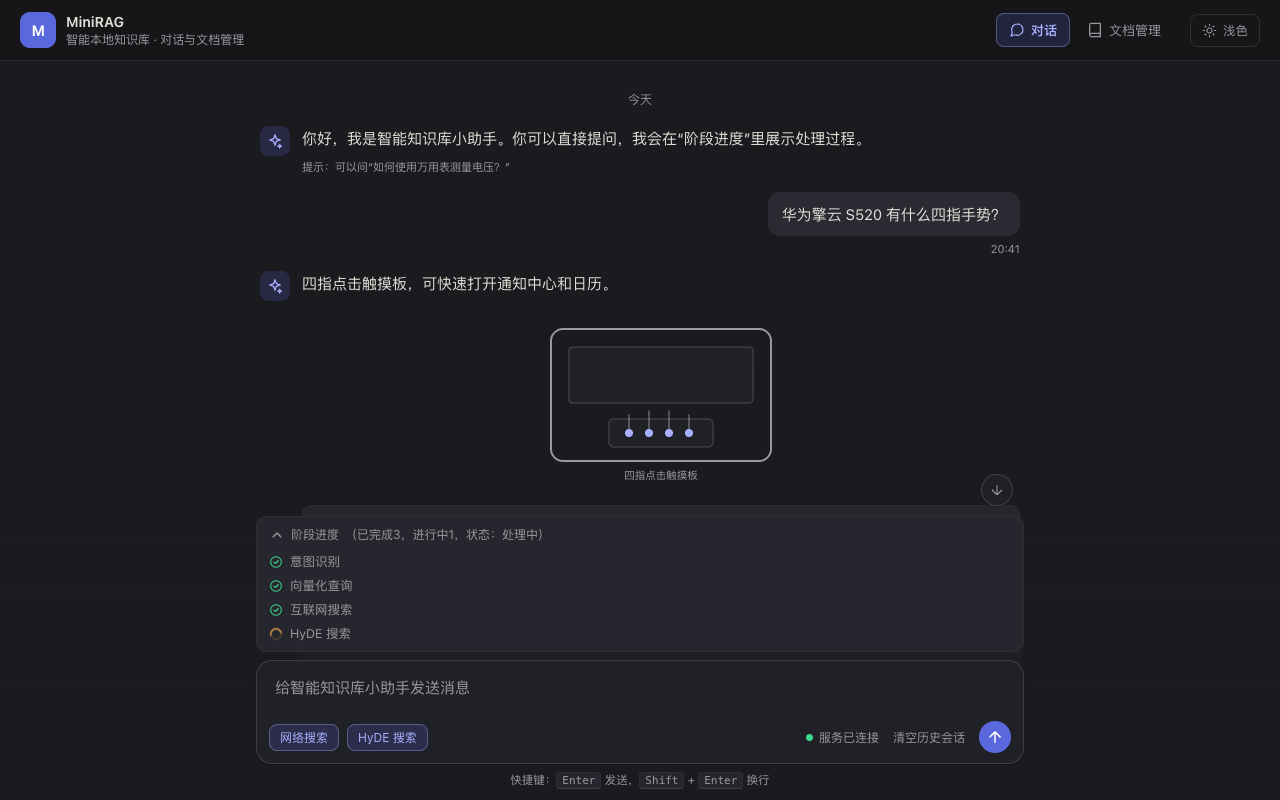 M
MiniRAG
智能本地知识库 · 对话与文档管理
对话
文档管理
浅色
今天
你好，我是智能知识库小助手。你可以直接提问，我会在“阶段进度”里展示处理过程。
提示：可以问“如何使用万用表测量电压？”
华为擎云 S520 有什么四指手势？
20:41
四指点击触摸板，可快速打开通知中心和日历。
四指点击触摸板
阶段进度 （已完成3，进行中1，状态：处理中）
意图识别
向量化查询
互联网搜索
HyDE 搜索
给智能知识库小助手发送消息
网络搜索
HyDE 搜索
服务已连接
清空历史会话
快捷键：Enter 发送，Shift + Enter 换行